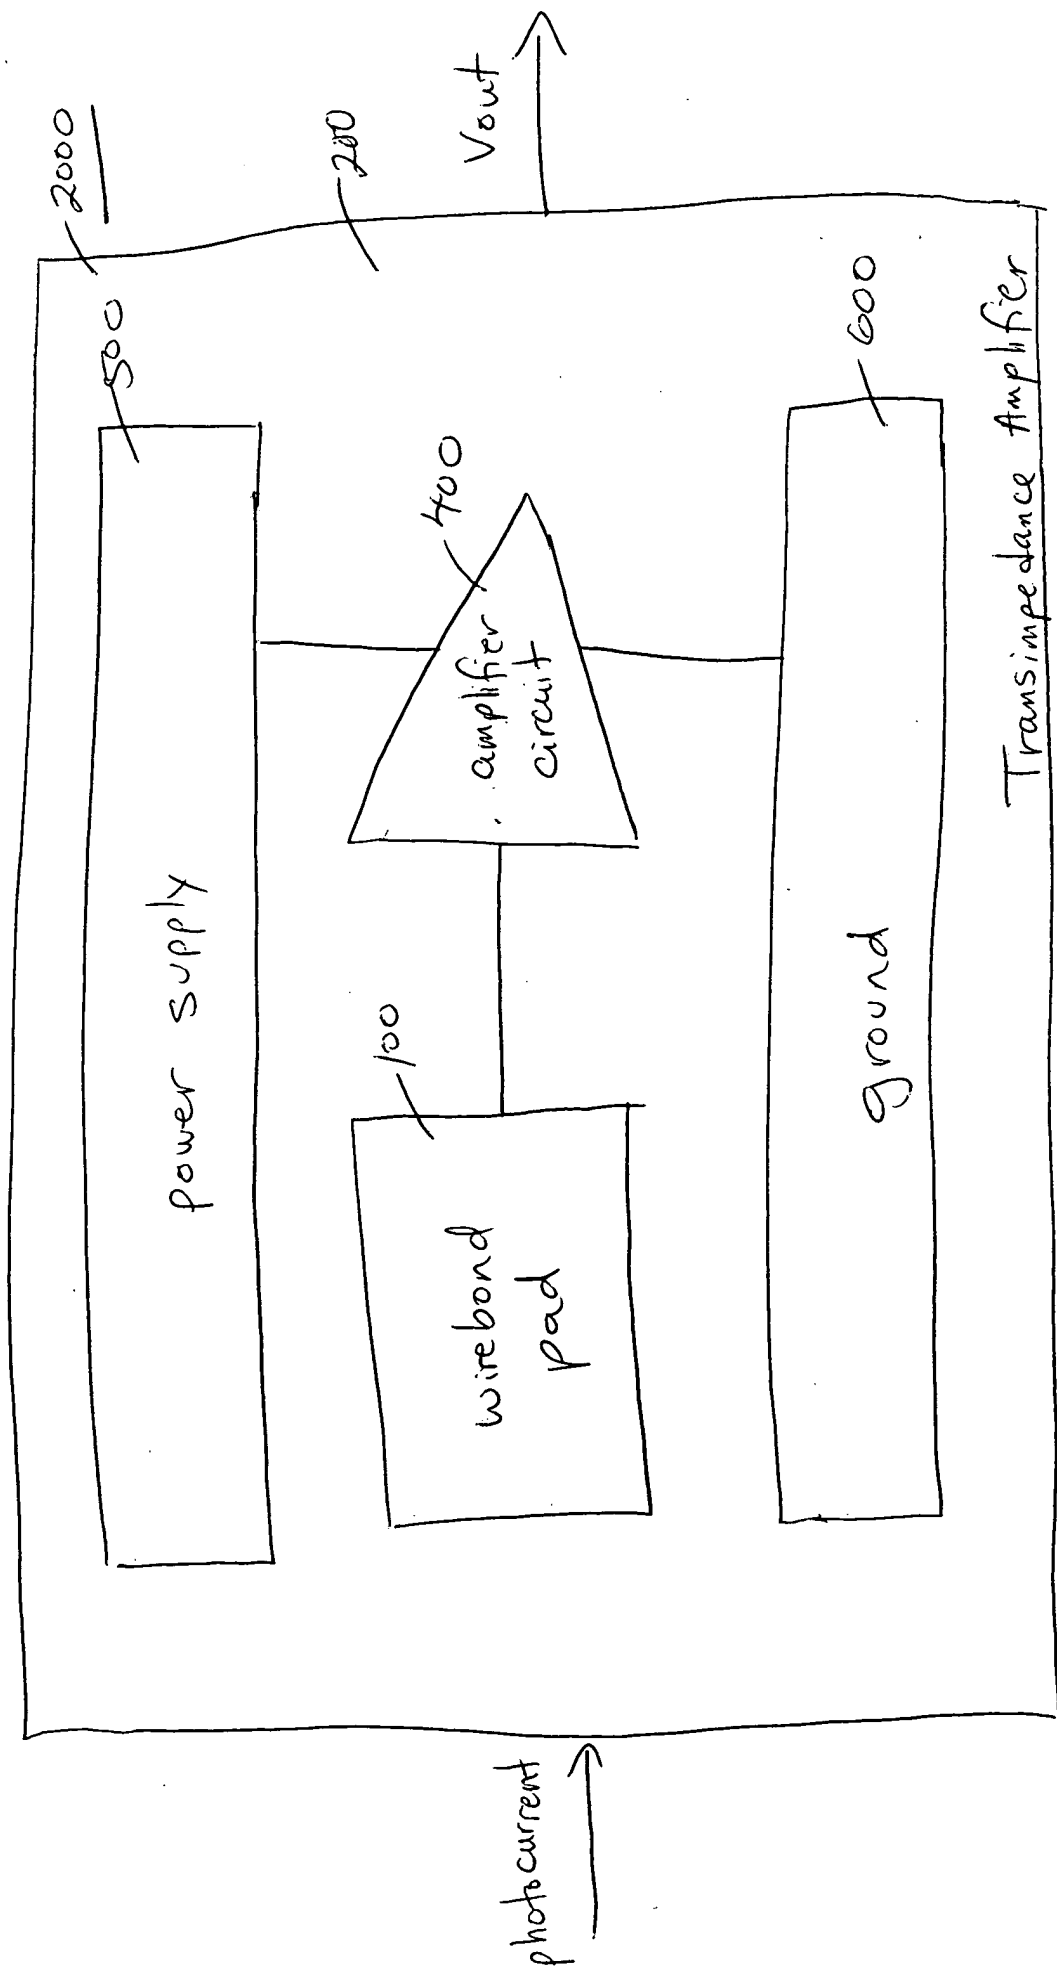 2000
500
200
power supply
photocurrent
wirebond
pad
100
amplifier
circuit
400
Vout
ground
600
Transimpedance Amplifier